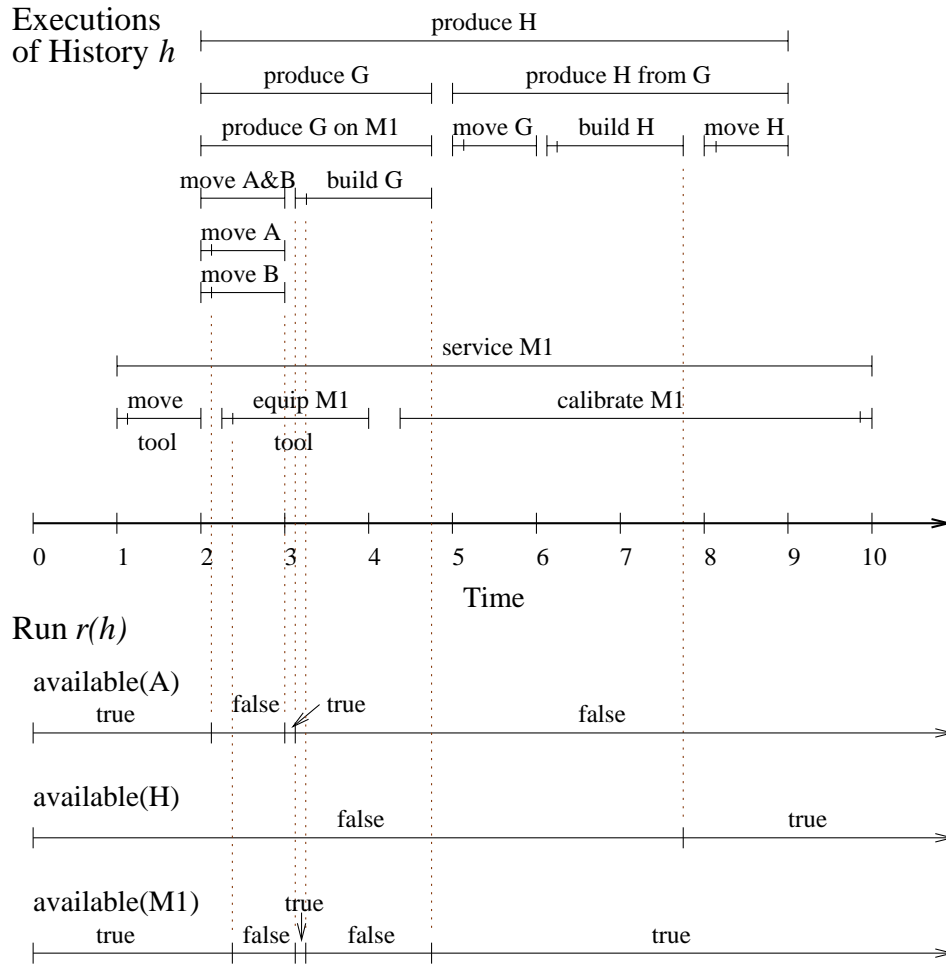 Executions
of History h
produce H
produce G
produce H from G
produce G on M1
move G
build H
move H
move A&B
build G
move A
move B
service M1
move
tool
equip M1
tool
calibrate M1
0 1 2 3 4 5 6 7 8 9 10
Time
Run r(h)
available(A)
true
false
true
false
available(H)
false
true
available(M1)
true
false
true
false
true